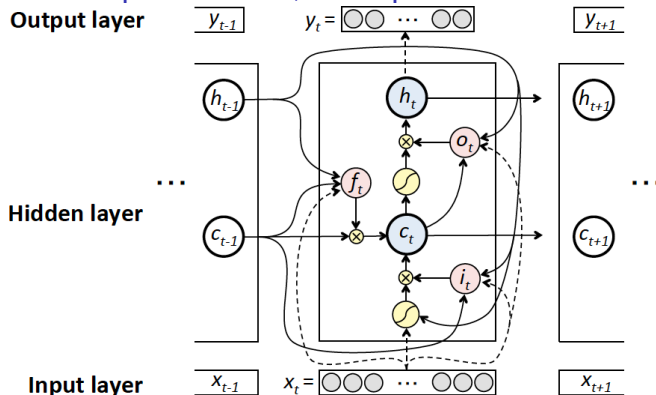 Output layer y_{t-1} y_t = ... y_{t+1}
h_{t-1} h_t h_{t+1}
o_t
... f_t ...
Hidden layer c_{t-1} c_t c_{t+1}
i_t
Input layer x_{t-1} x_t = ... x_{t+1}